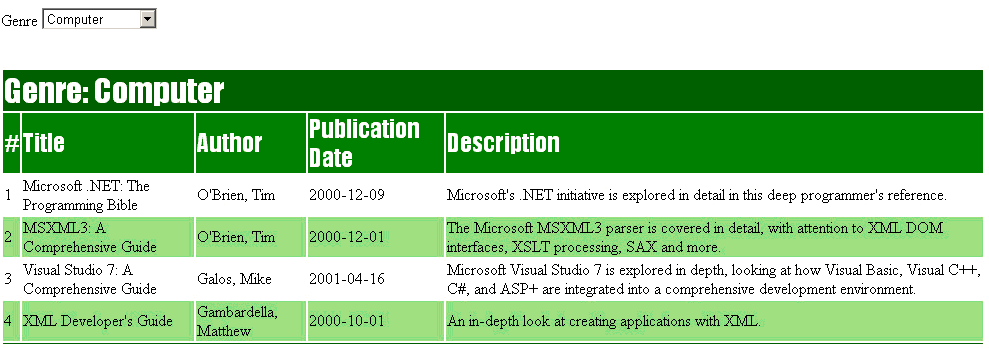 Genre Computer
Genre: Computer
# Title Author Publication Date Description
1 Microsoft .NET: The Programming Bible O'Brien, Tim 2000-12-09 Microsoft's .NET initiative is explored in detail in this deep programmer's reference.
2 MSXML3: A Comprehensive Guide O'Brien, Tim 2000-12-01 The Microsoft MSXML3 parser is covered in detail, with attention to XML DOM interfaces, XSLT processing, SAX and more.
3 Visual Studio 7: A Comprehensive Guide Galos, Mike 2001-04-16 Microsoft Visual Studio 7 is explored in depth, looking at how Visual Basic, Visual C++, C#, and ASP+ are integrated into a comprehensive development environment.
4 XML Developer's Guide Gambardella, Matthew 2000-10-01 An in-depth look at creating applications with XML.